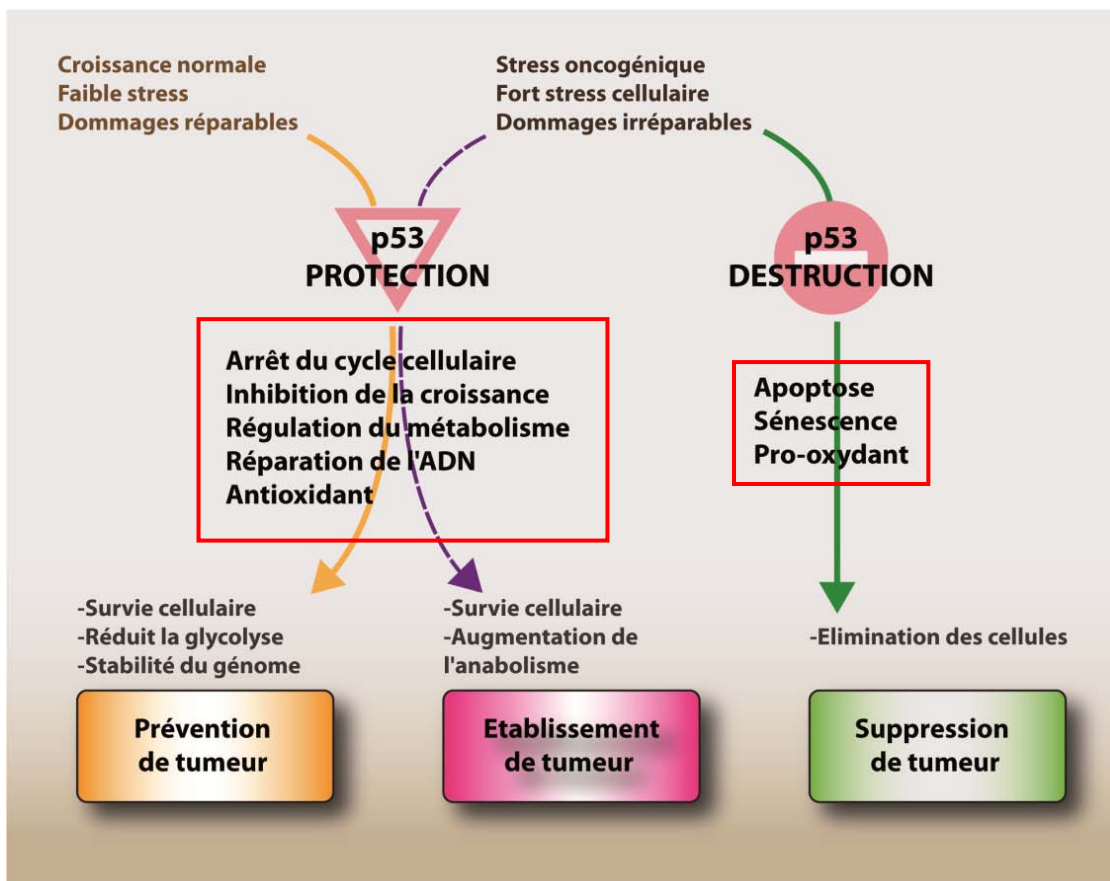 Croissance normale
Faible stress
Dommages réparables
Stress oncogénique
Fort stress cellulaire
Dommages irréparables
p53
PROTECTION
p53
DESTRUCTION
Arrêt du cycle cellulaire
Inhibition de la croissance
Régulation du métabolisme
Réparation de l'ADN
Antioxidant
Apoptose
Sénescence
Pro-oxydant
-Survie cellulaire
-Réduit la glycolyse
-Stabilité du génome
-Survie cellulaire
-Augmentation de
l'anabolisme
-Elimination des cellules
Prévention
de tumeur
Etablissement
de tumeur
Suppression
de tumeur